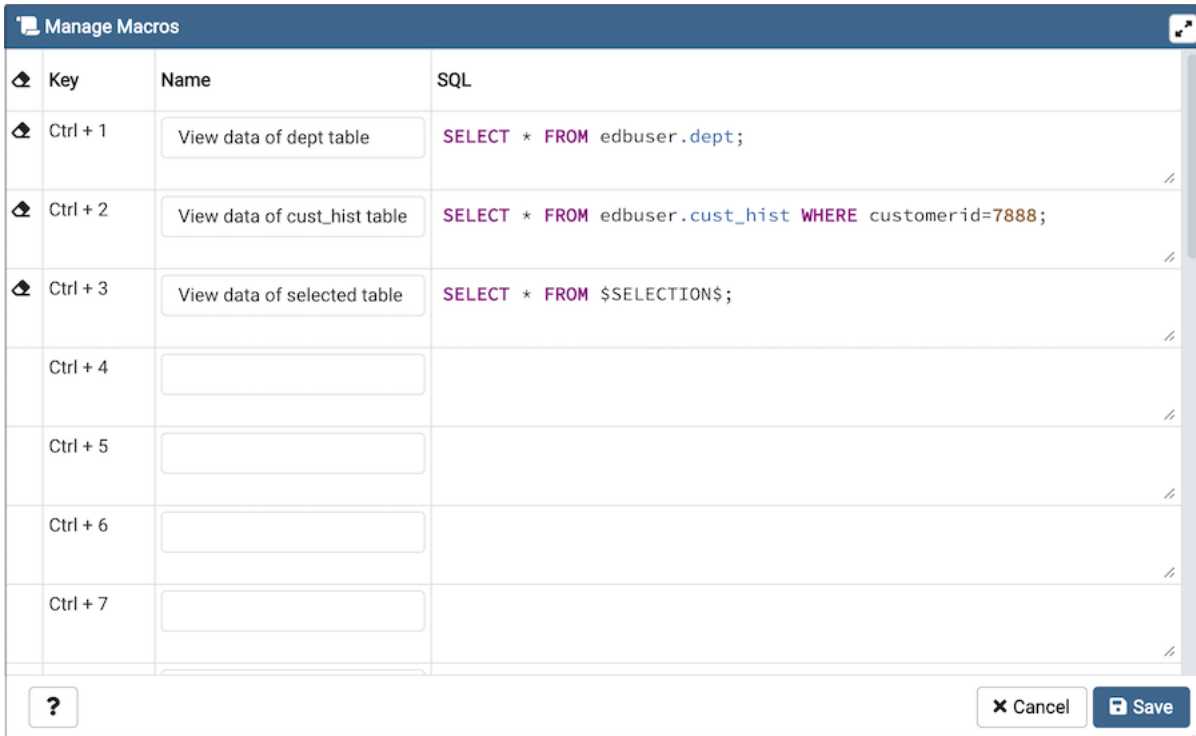 Manage Macros
Key Name SQL
Ctrl + 1 View data of dept table SELECT * FROM edbuser.dept;
Ctrl + 2 View data of cust_hist table SELECT * FROM edbuser.cust_hist WHERE customerid=7888;
Ctrl + 3 View data of selected table SELECT * FROM $SELECTION$;
Ctrl + 4
Ctrl + 5
Ctrl + 6
Ctrl + 7
? Cancel Save